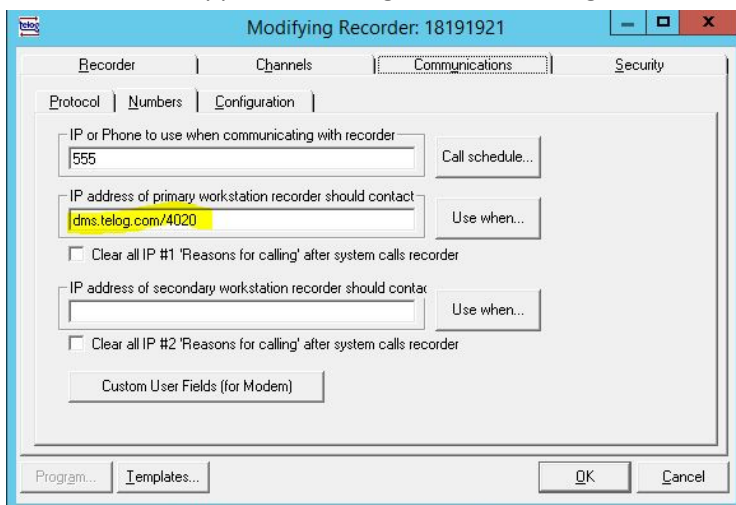 telog
Modifying Recorder: 18191921
Recorder Channels Communications Security
Protocol Numbers Configuration
IP or Phone to use when communicating with recorder
555
Call schedule...
IP address of primary workstation recorder should contact
dms.telog.com/4020
Use when...
Clear all IP #1 'Reasons for calling' after system calls recorder
IP address of secondary workstation recorder should contac
Use when...
Clear all IP #2 'Reasons for calling' after system calls recorder
Custom User Fields (for Modem)
Program... Templates... OK Cancel